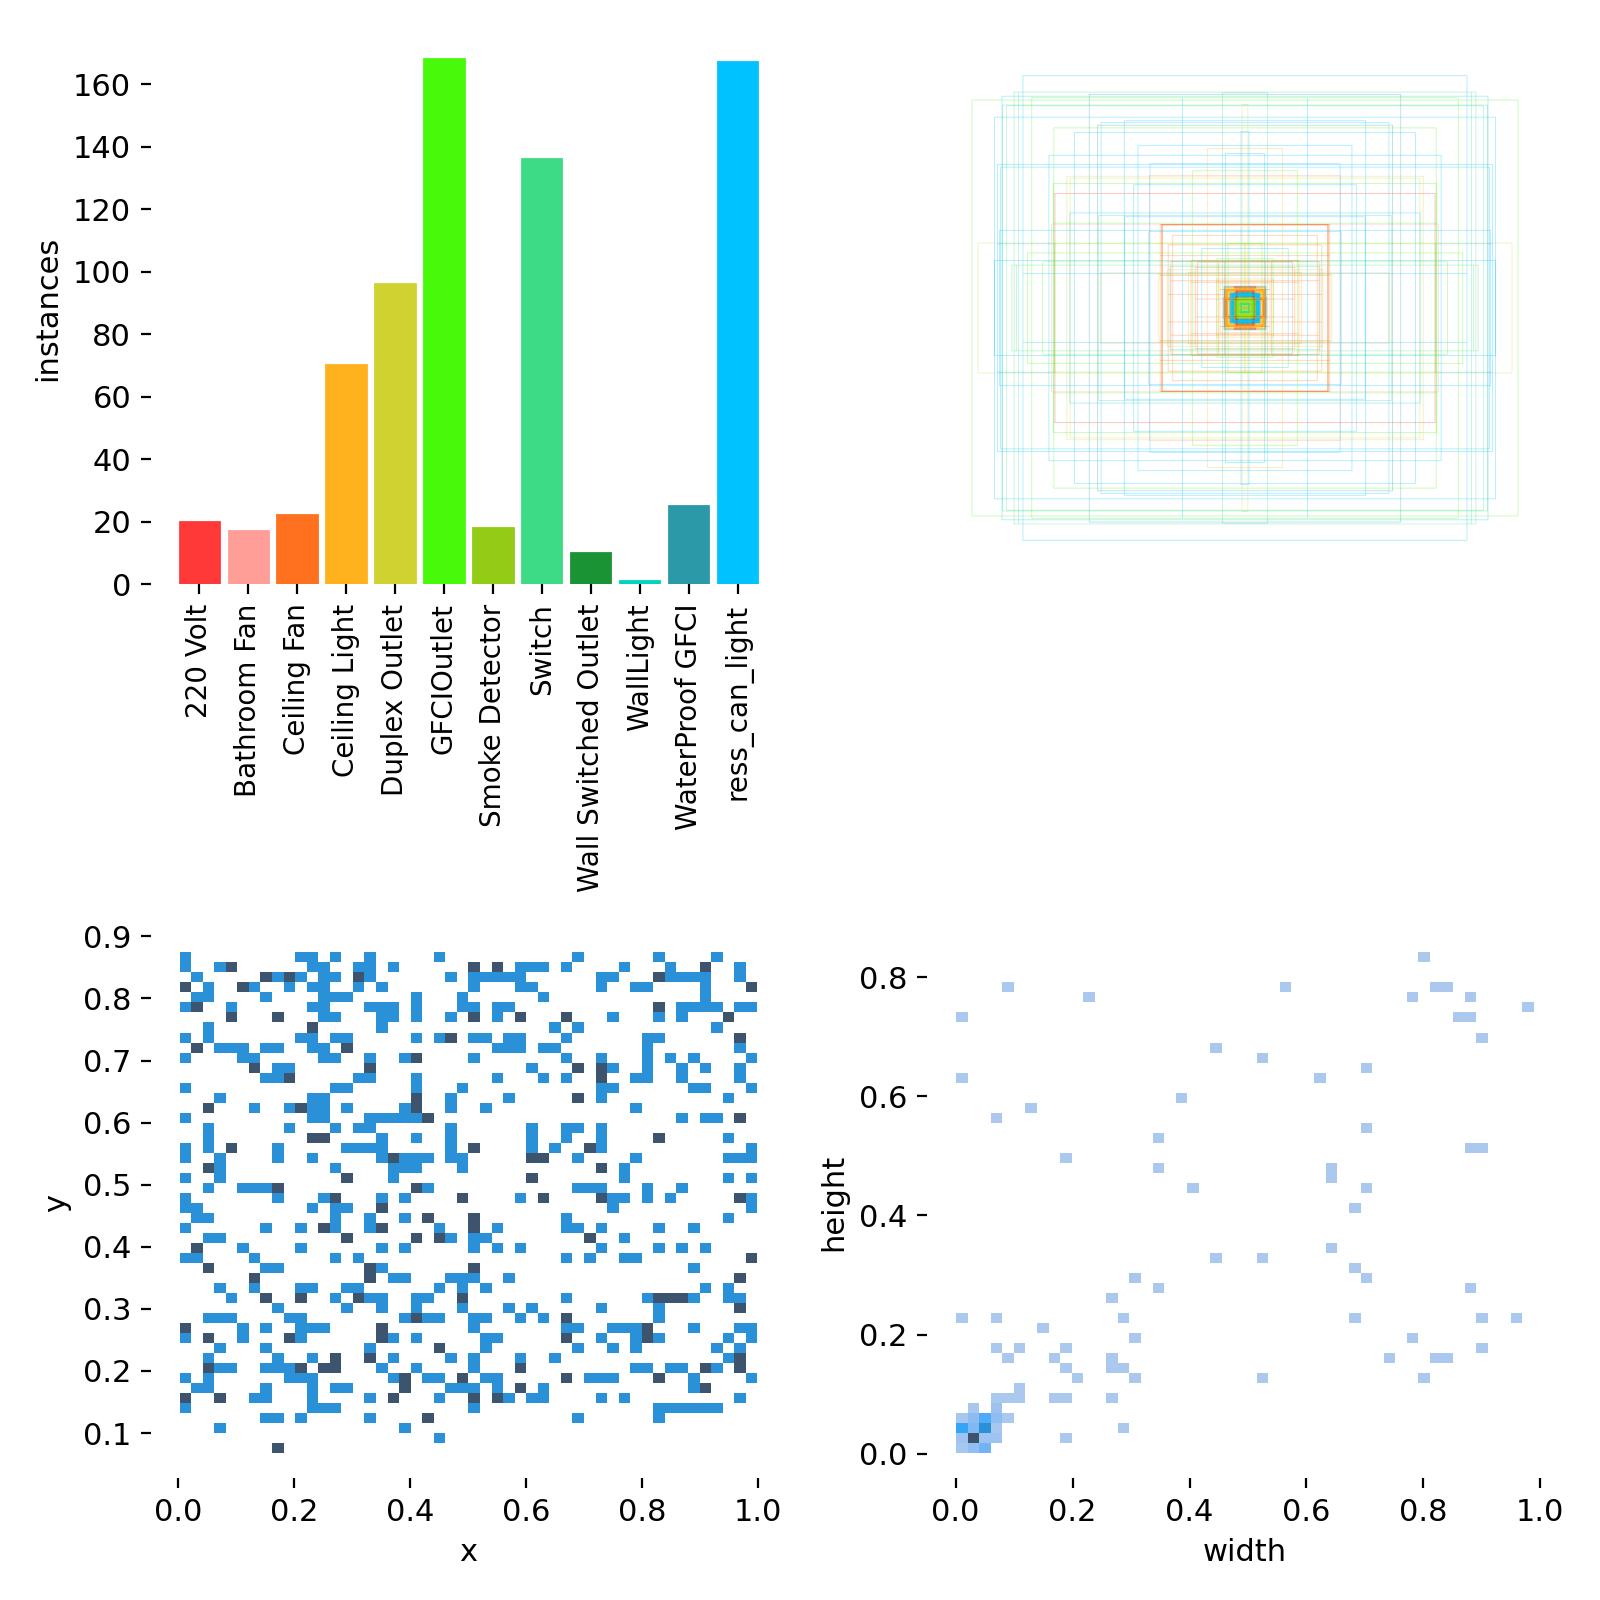 instances
160
140
120
100
80
60
40
20
0
220 Volt
Bathroom Fan
Ceiling Fan
Ceiling Light
Duplex Outlet
GFCIOutlet
Smoke Detector
Switch
Wall Switched Outlet
WallLight
WaterProof GFCI
ress_can_light
y
0.9
0.8
0.7
0.6
0.5
0.4
0.3
0.2
0.1
0.0 0.2 0.4 0.6 0.8 1.0
x
height
0.8
0.6
0.4
0.2
0.0
0.0 0.2 0.4 0.6 0.8 1.0
width